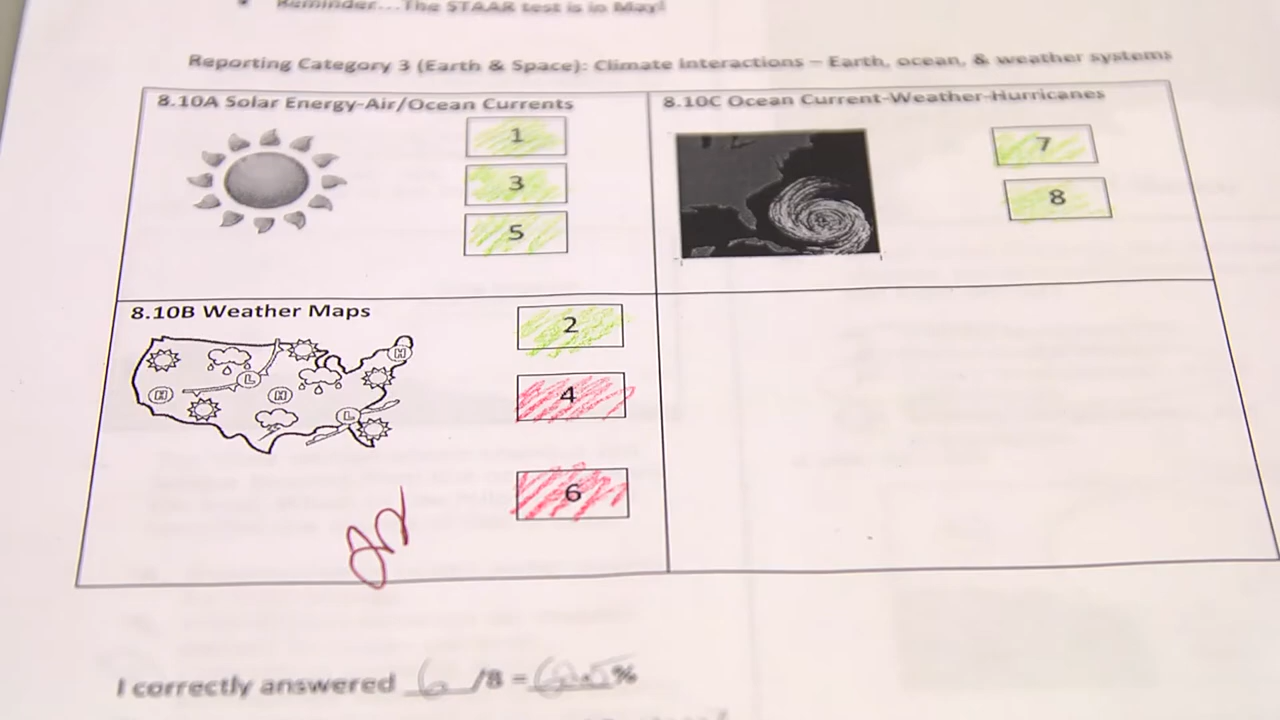 Reminder...The STAAR test is in May!
Reporting Category 3 (Earth & Space): Climate interactions – Earth, ocean, & weather systems
8.10A Solar Energy-Air/Ocean Currents
1
3
5
8.10C Ocean Current-Weather-Hurricanes
7
8
8.10B Weather Maps
H
L
H
H
L
2
4
6
I correctly answered 6 /8 = %